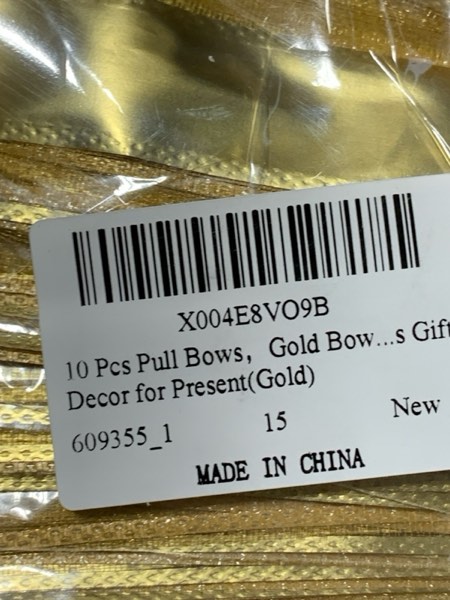 X004E8VO9B
10 Pcs Pull Bows，Gold Bow...s Gift
Decor for Present(Gold)
609355_1 15 New
MADE IN CHINA